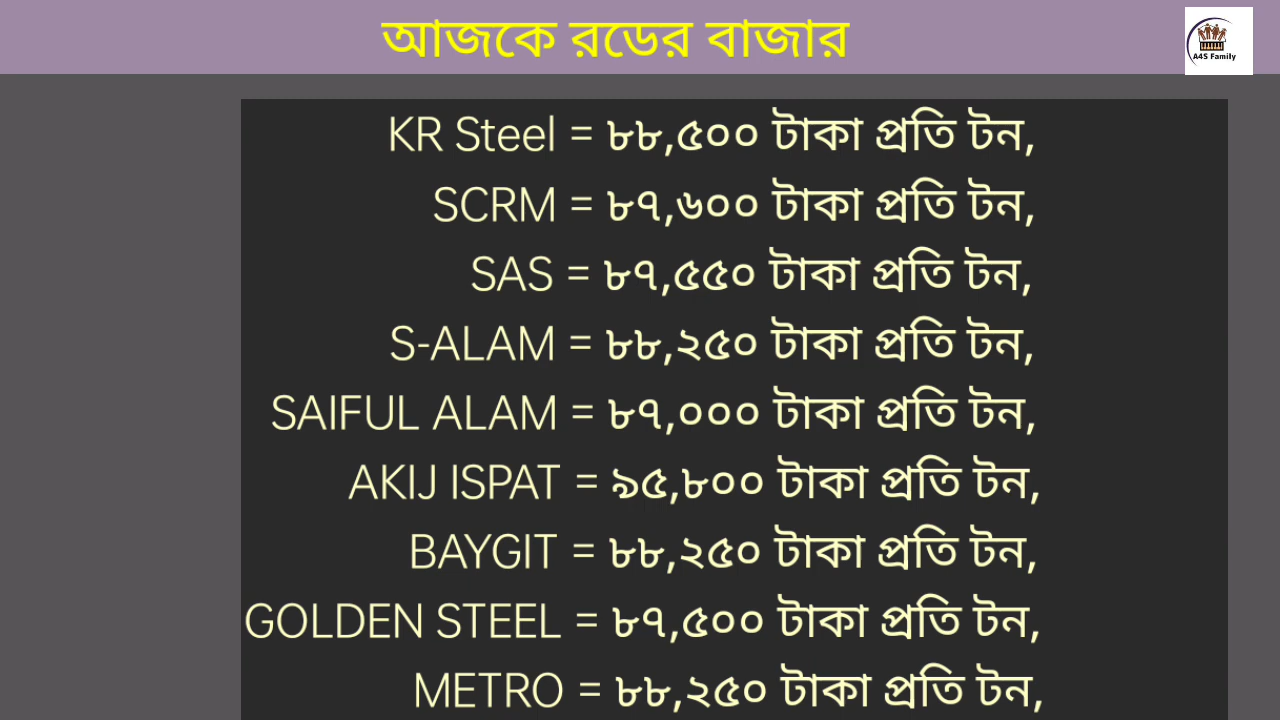 আজকে রডের বাজার
A4S Family
KR Steel = ৮৮,৫০০ টাকা প্রতি টন,
SCRM = ৮৭,৬০০ টাকা প্রতি টন,
SAS = ৮৭,৫৫০ টাকা প্রতি টন,
S-ALAM = ৮৮,২৫০ টাকা প্রতি টন,
SAIFUL ALAM = ৮৭,০০০ টাকা প্রতি টন,
AKIJ ISPAT = ৯৫,৮০০ টাকা প্রতি টন,
BAYGIT = ৮৮,২৫০ টাকা প্রতি টন,
GOLDEN STEEL = ৮৭,৫০০ টাকা প্রতি টন,
METRO = ৮৮,২৫০ টাকা প্রতি টন,